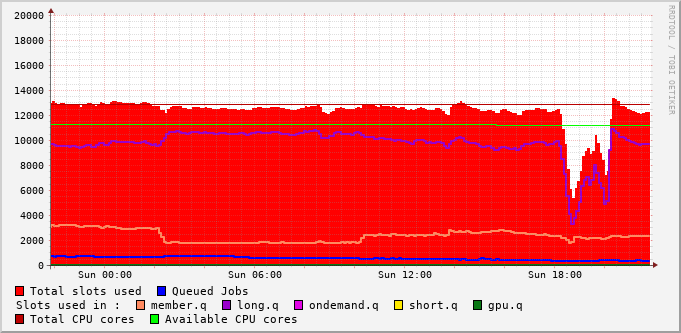 20000
18000
16000
14000
12000
10000
8000
6000
4000
2000
0
Sun 00:00 Sun 06:00 Sun 12:00 Sun 18:00
RRDTOOL / TOBI OETIKER
Total slots used Queued Jobs
Slots used in : member.q long.q ondemand.q short.q gpu.q
Total CPU cores Available CPU cores